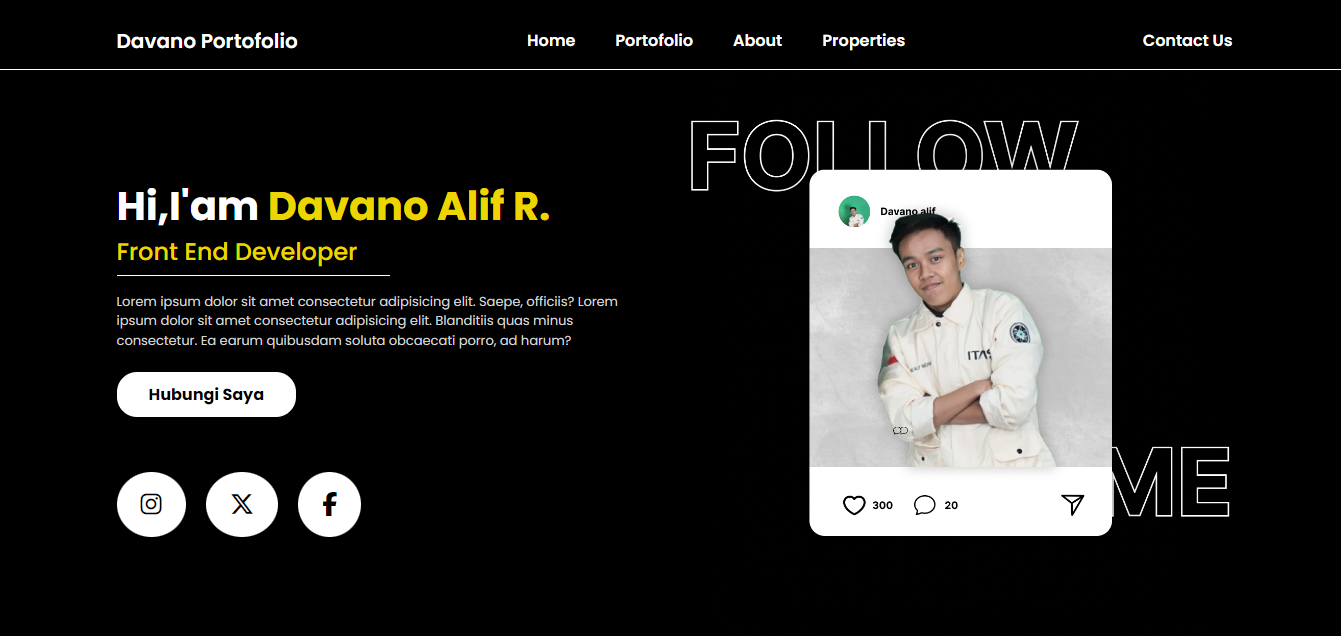 Davano Portofolio
Home
Portofolio
About
Properties
Contact Us
FOLLOW
Hi,I'am Davano Alif R.
Front End Developer
Lorem ipsum dolor sit amet consectetur adipisicing elit. Saepe, officiis? Lorem
ipsum dolor sit amet consectetur adipisicing elit. Blanditiis quas minus
consectetur. Ea earum quibusdam soluta obcaecati porro, ad harum?
Hubungi Saya
Davano alif
ITAS
300
20
ME